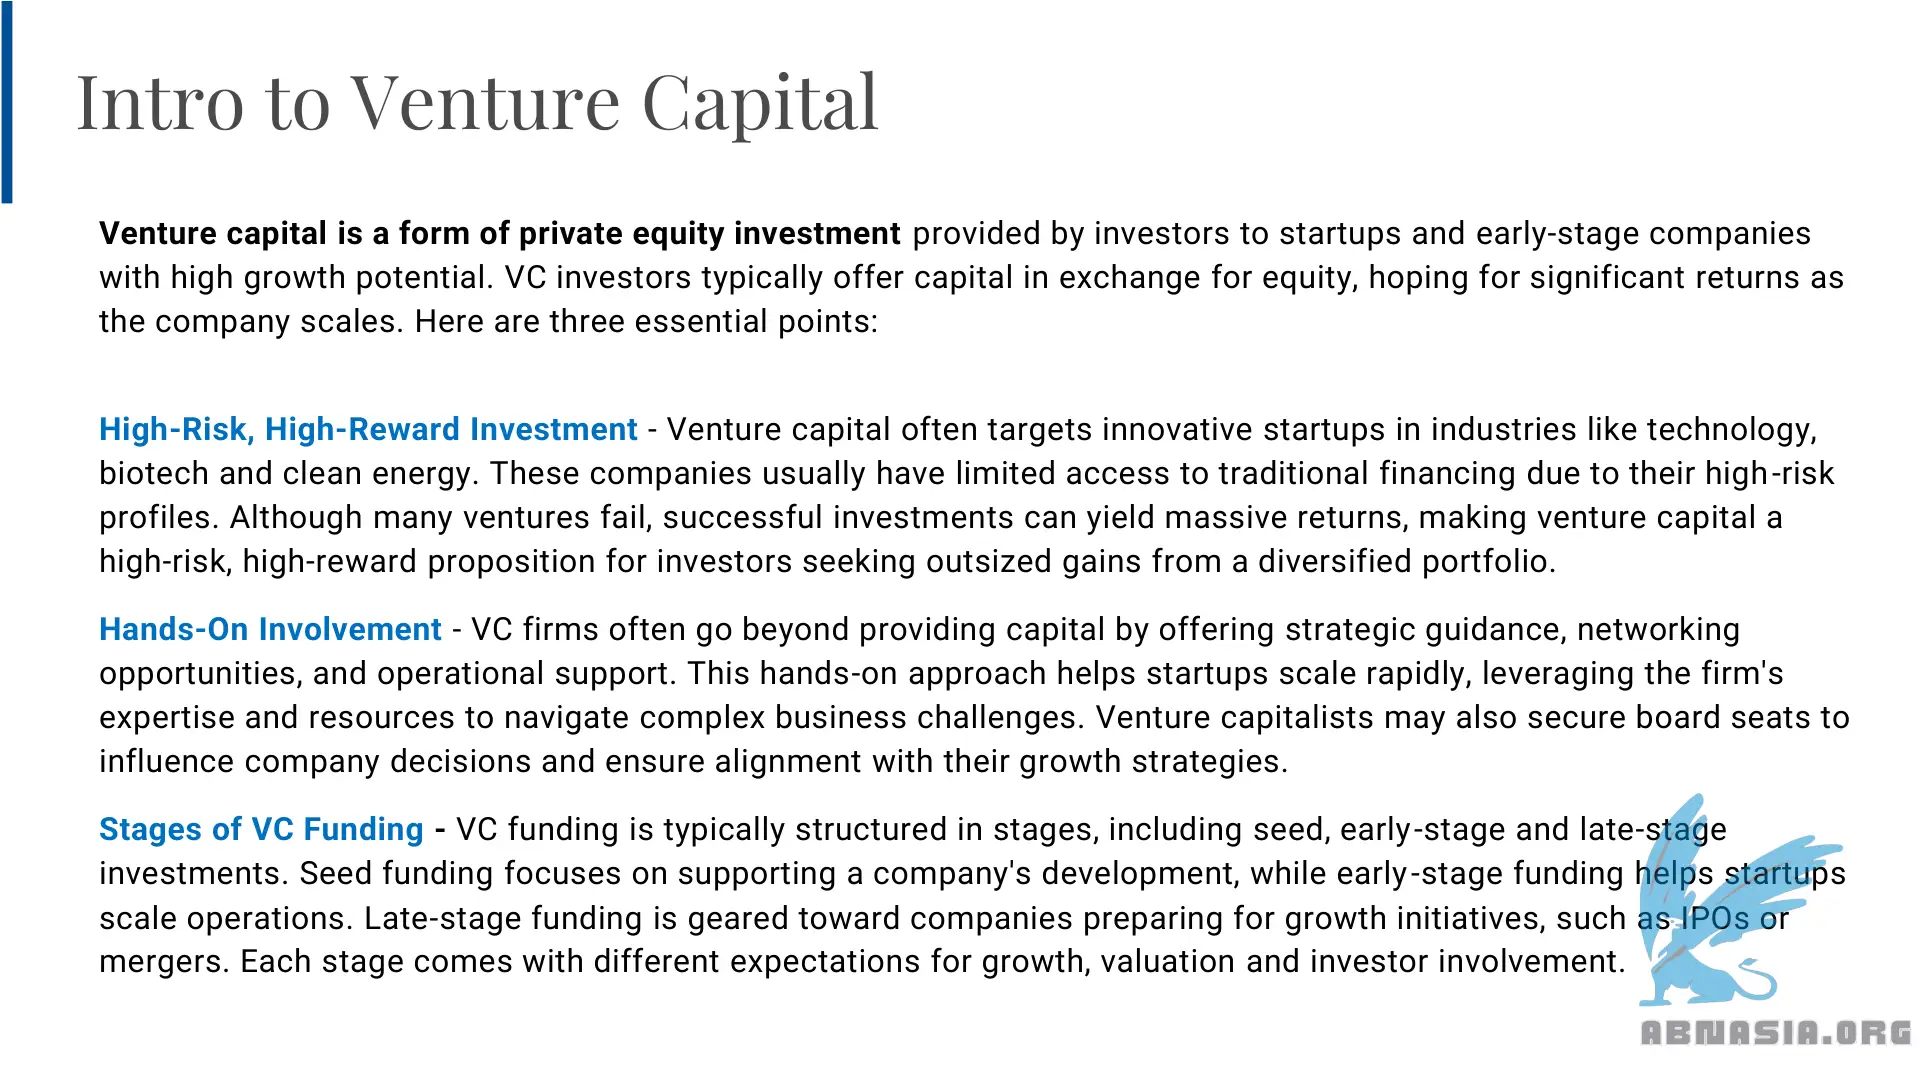 Intro to Venture Capital
Venture capital is a form of private equity investment provided by investors to startups and early-stage companies
with high growth potential. VC investors typically offer capital in exchange for equity, hoping for significant returns as
the company scales. Here are three essential points:
High-Risk, High-Reward Investment - Venture capital often targets innovative startups in industries like technology,
biotech and clean energy. These companies usually have limited access to traditional financing due to their high-risk
profiles. Although many ventures fail, successful investments can yield massive returns, making venture capital a
high-risk, high-reward proposition for investors seeking outsized gains from a diversified portfolio.
Hands-On Involvement - VC firms often go beyond providing capital by offering strategic guidance, networking
opportunities, and operational support. This hands-on approach helps startups scale rapidly, leveraging the firm's
expertise and resources to navigate complex business challenges. Venture capitalists may also secure board seats to
influence company decisions and ensure alignment with their growth strategies.
Stages of VC Funding - VC funding is typically structured in stages, including seed, early-stage and late-stage
investments. Seed funding focuses on supporting a company's development, while early-stage funding helps startups
scale operations. Late-stage funding is geared toward companies preparing for growth initiatives, such as IPOs or
mergers. Each stage comes with different expectations for growth, valuation and investor involvement.
ABNASIA.ORG